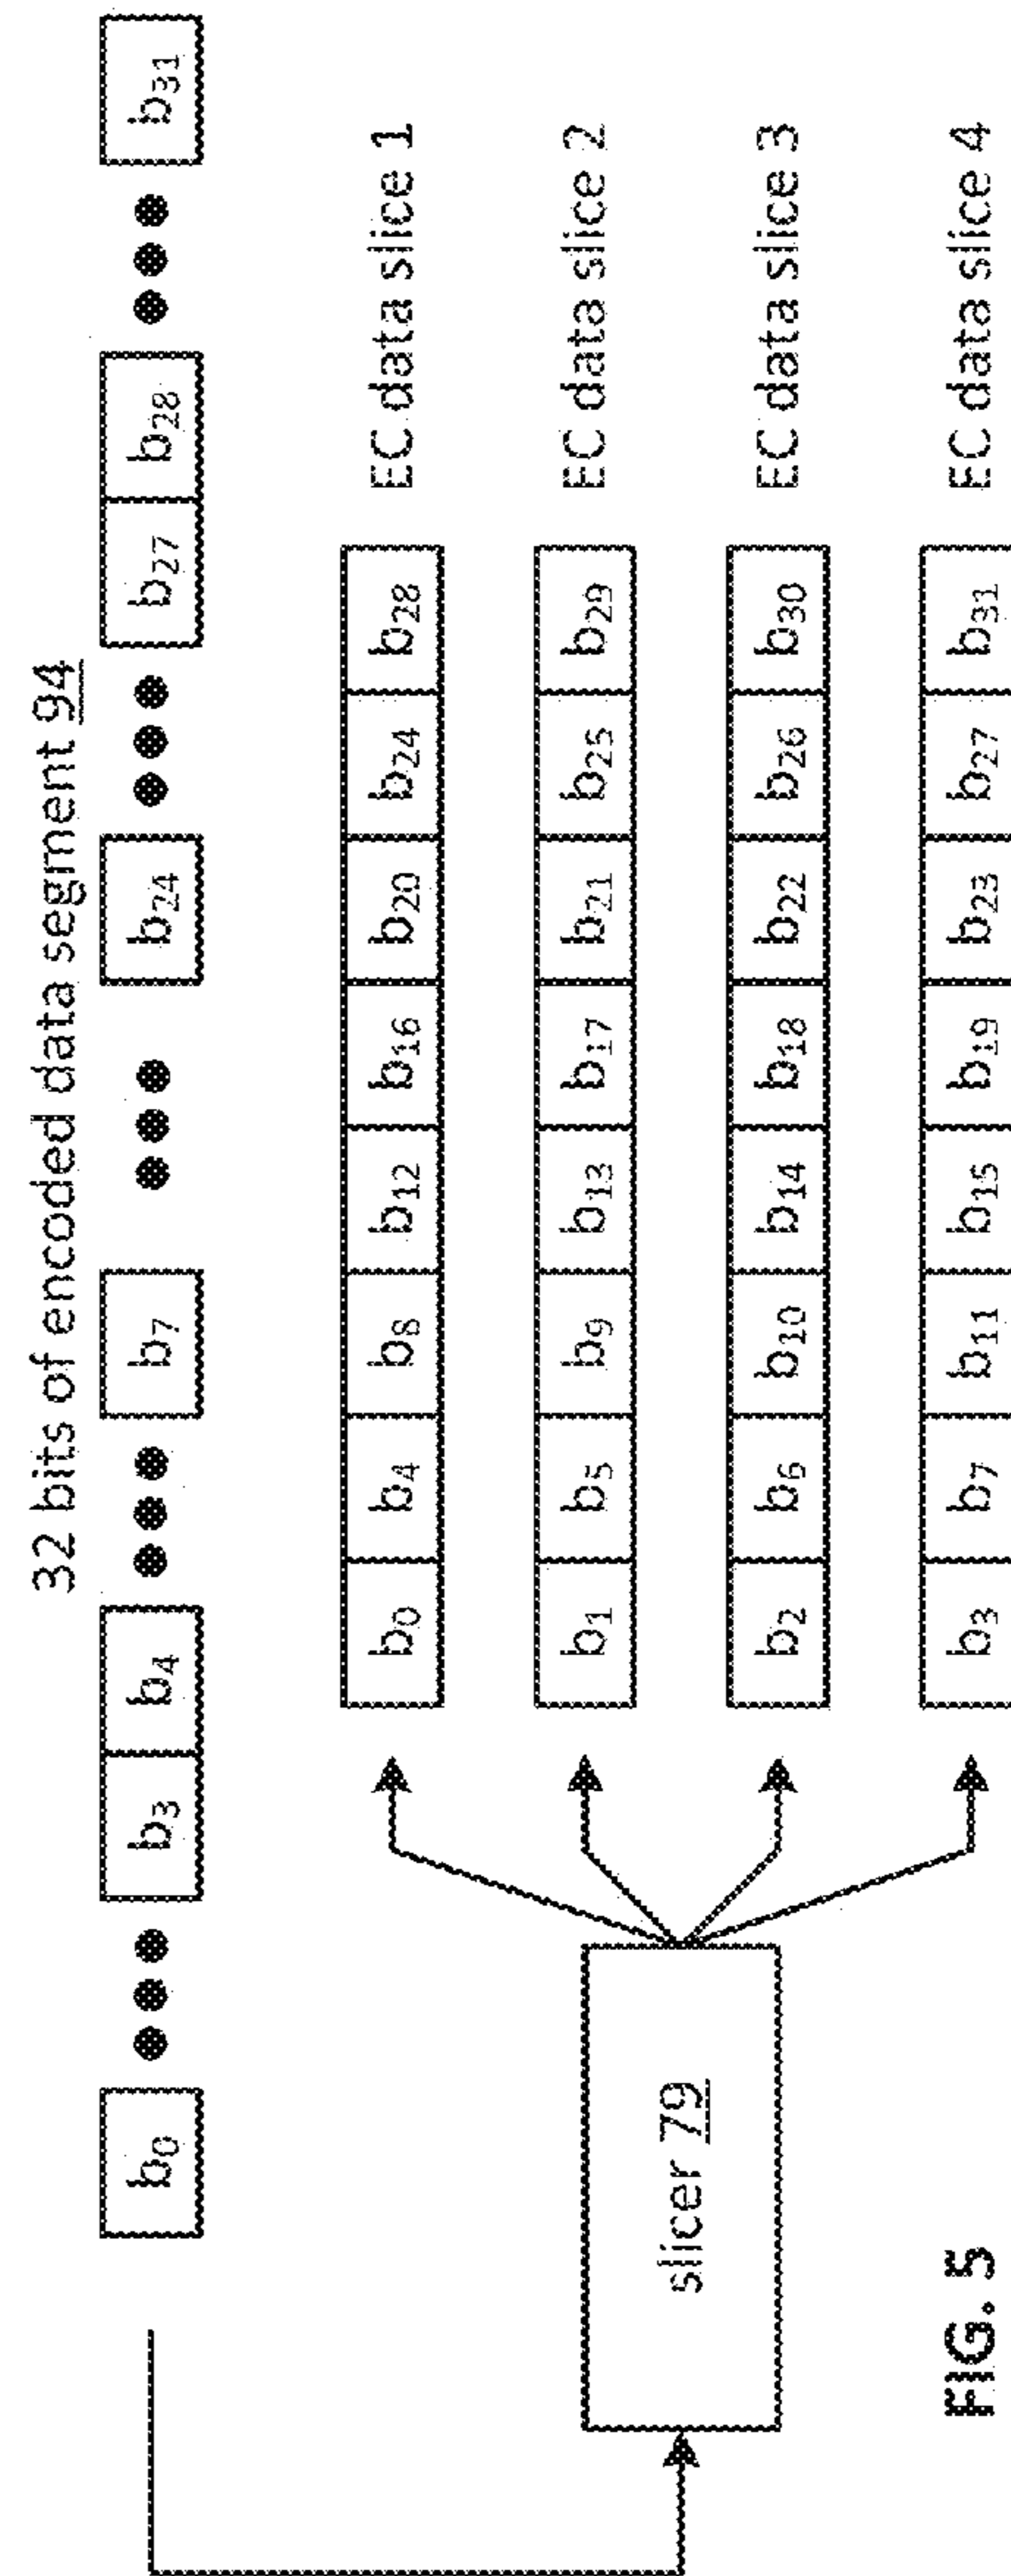 32 bits of encoded data segment 94
b0 ●●● b3 b4 ●●● b7 ●●● b24 ●●● b27 b28 ●●● b31
b0 b4 b8 b12 b16 b20 b24 b28 EC data slice 1
b1 b5 b9 b13 b17 b21 b25 b29 EC data slice 2
slicer 79
b2 b6 b10 b14 b18 b22 b26 b30 EC data slice 3
b3 b7 b11 b15 b19 b23 b27 b31 EC data slice 4
FIG. 5